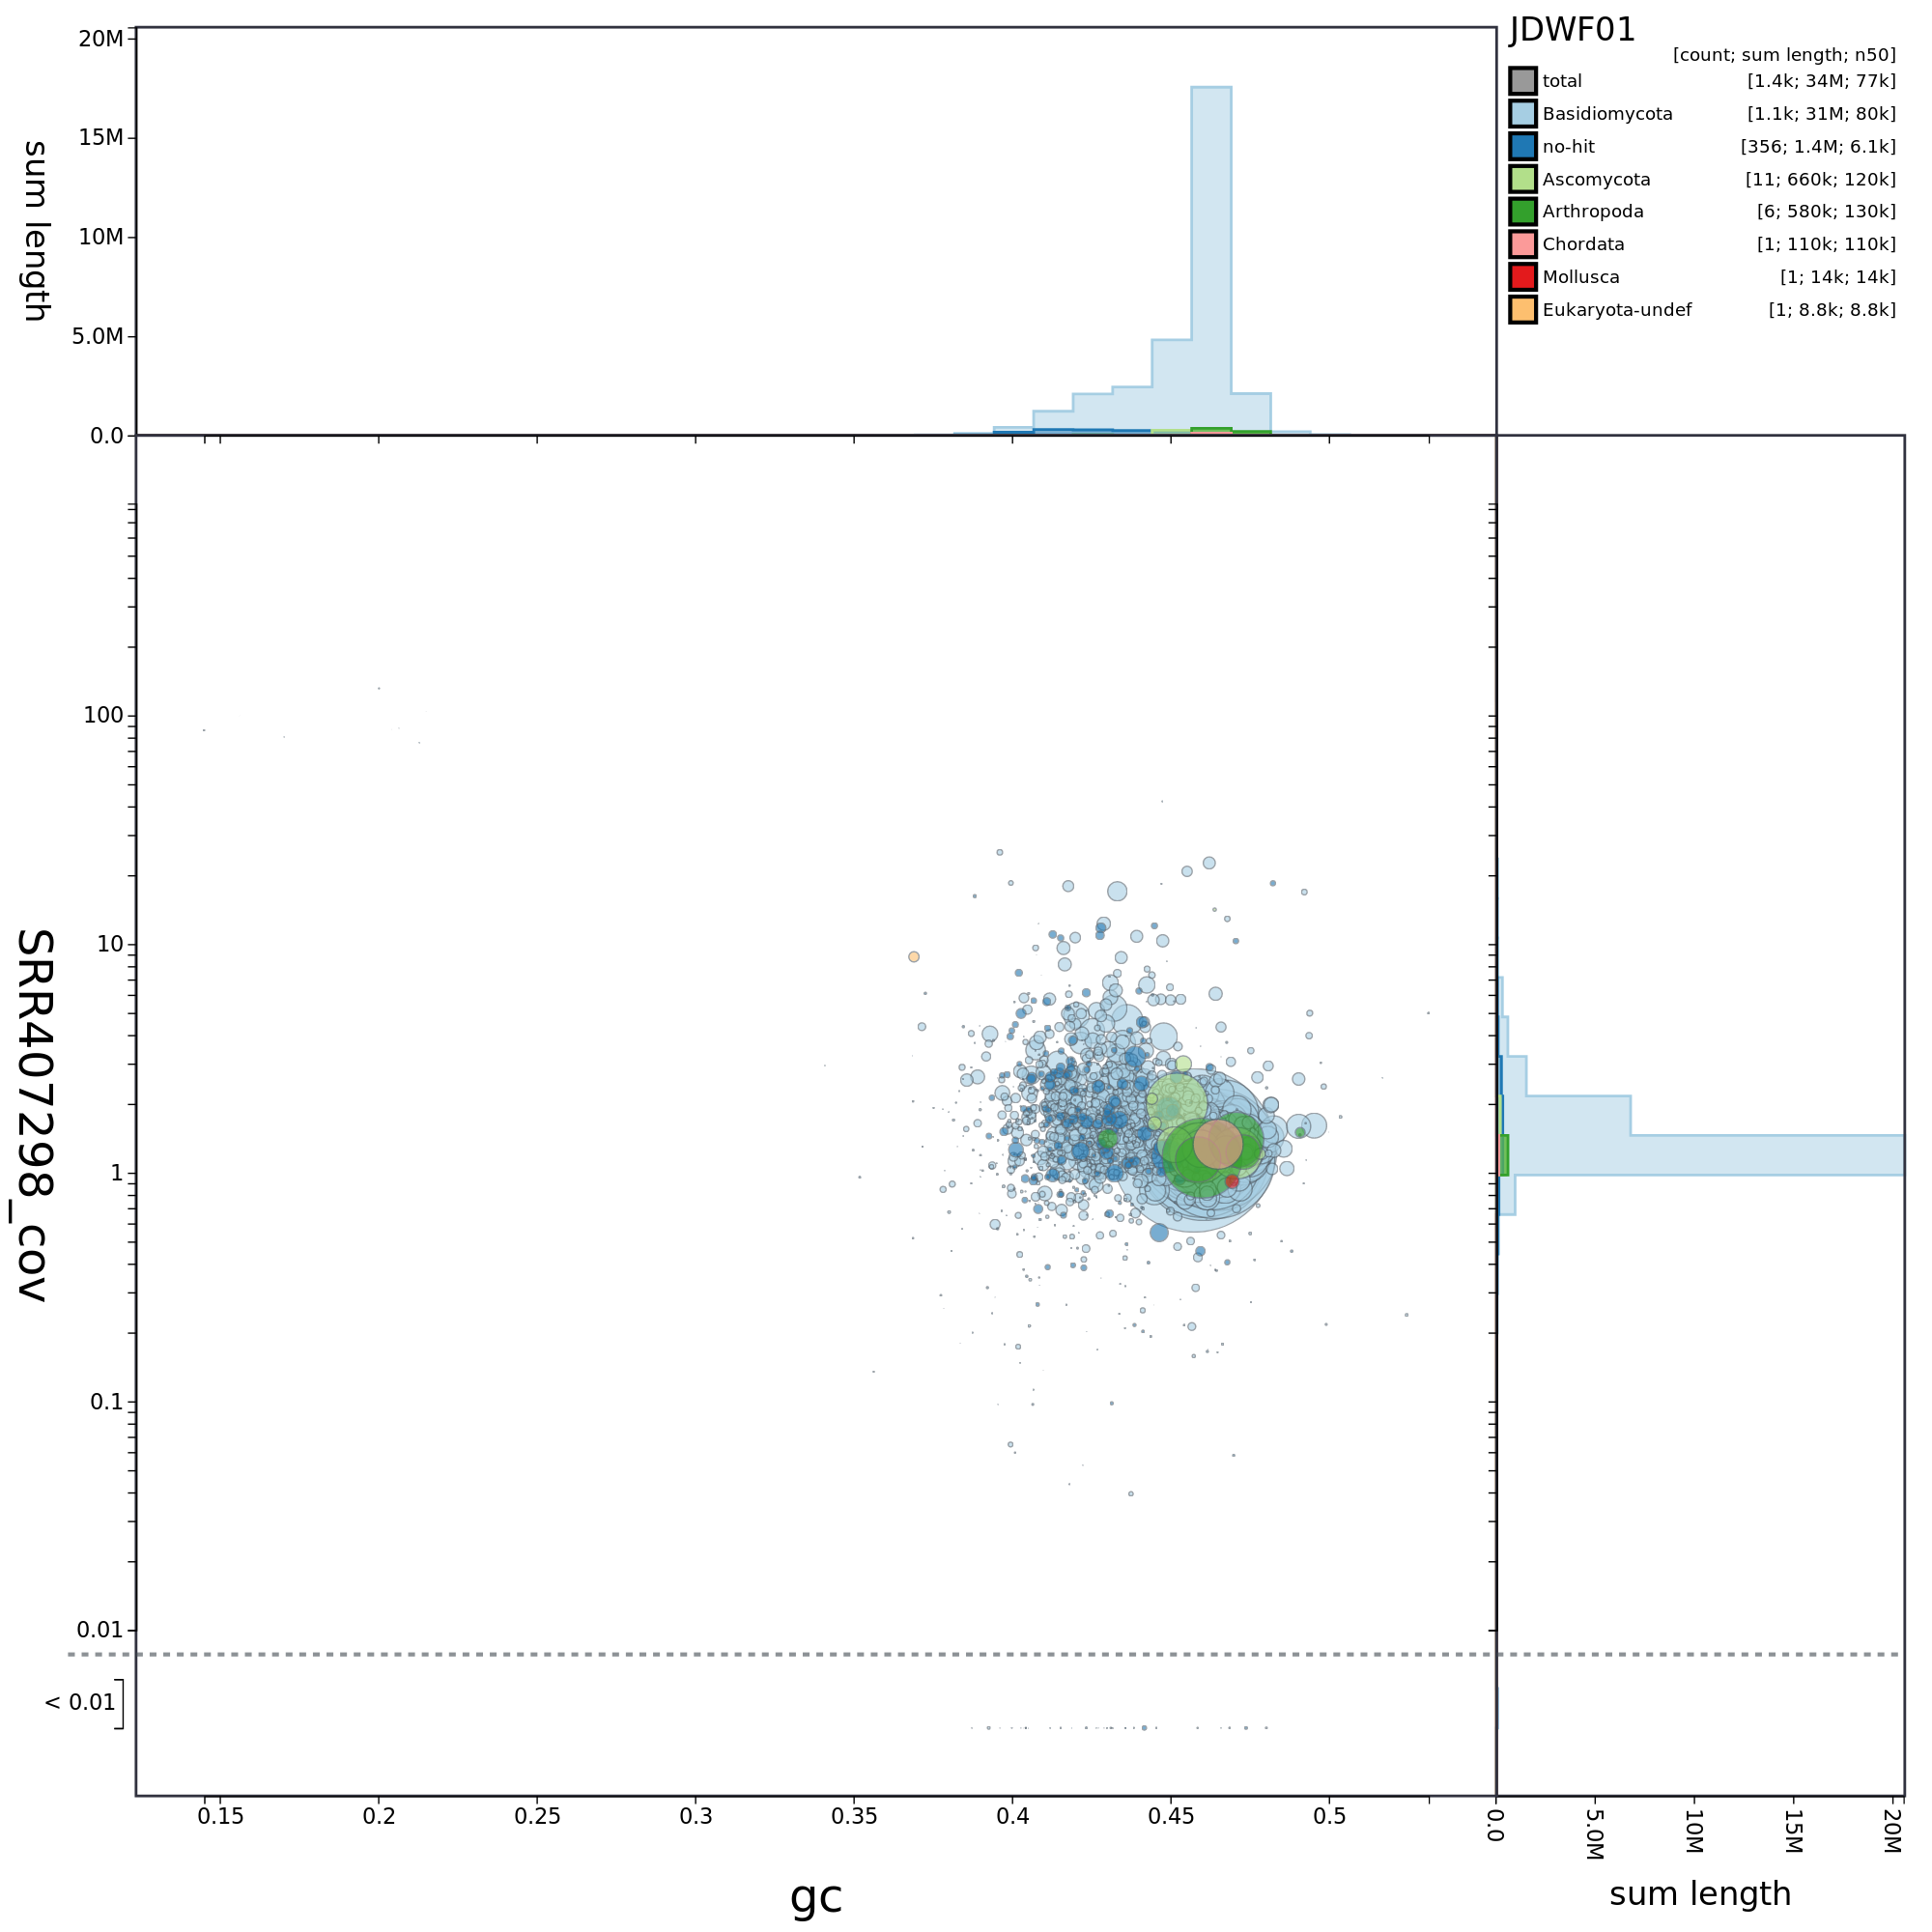 JDWF01
[count; sum length; n50]
total [1.4k; 34M; 77k]
Basidiomycota [1.1k; 31M; 80k]
no-hit [356; 1.4M; 6.1k]
Ascomycota [11; 660k; 120k]
Arthropoda [6; 580k; 130k]
Chordata [1; 110k; 110k]
Mollusca [1; 14k; 14k]
Eukaryota-undef [1; 8.8k; 8.8k]
sum length
20M
15M
10M
5.0M
0.0
SRR407298_cov
100
10
1
0.1
0.01
< 0.01
0.15 0.2 0.25 0.3 0.35 0.4 0.45 0.5
gc
0.0 5.0M 10M 15M 20M
sum length